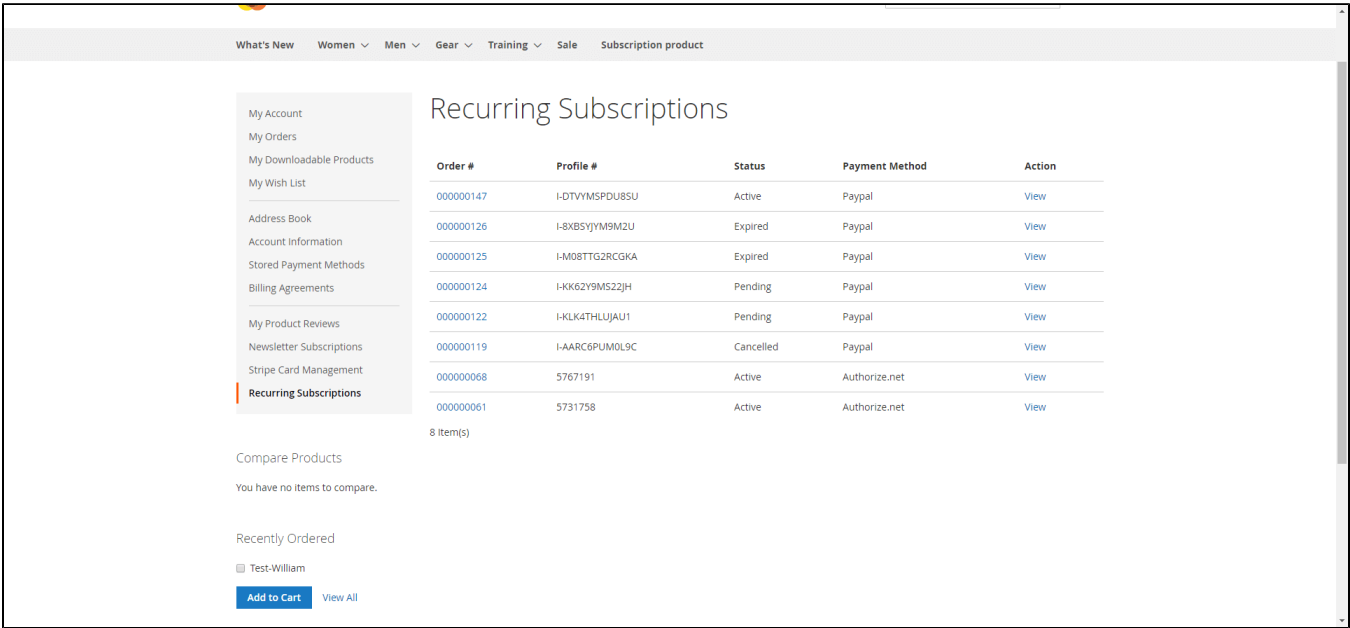 What's New Women Men Gear Training Sale Subscription product
My Account
My Orders
My Downloadable Products
My Wish List
Address Book
Account Information
Stored Payment Methods
Billing Agreements
My Product Reviews
Newsletter Subscriptions
Stripe Card Management
Recurring Subscriptions
Compare Products
You have no items to compare.
Recently Ordered
Test-William
Add to Cart View All
Recurring Subscriptions
Order # Profile # Status Payment Method Action
000000147 I-DTVYMSPDU8SU Active Paypal View
000000126 I-8XBSYJYM9M2U Expired Paypal View
000000125 I-M08TTG2RCGKA Expired Paypal View
000000124 I-KK62Y9MS22JH Pending Paypal View
000000122 I-KLK4THLUJAU1 Pending Paypal View
000000119 I-AARC6PUM0L9C Cancelled Paypal View
000000068 5767191 Active Authorize.net View
000000061 5731758 Active Authorize.net View
8 Item(s)